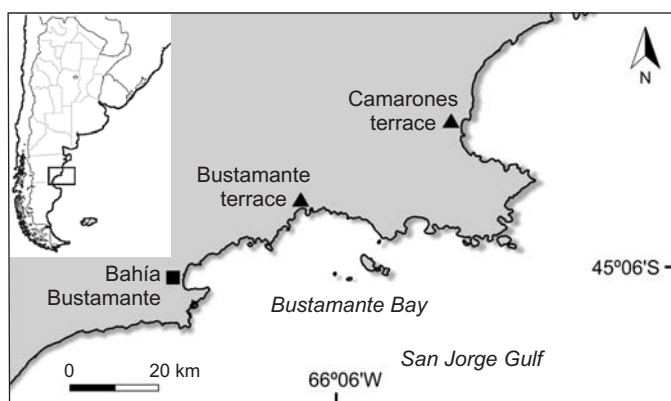 N
Camarones
terrace
Bustamante
terrace
Bahía
Bustamante
45º06'S
Bustamante Bay
San Jorge Gulf
0 20 km
66º06'W